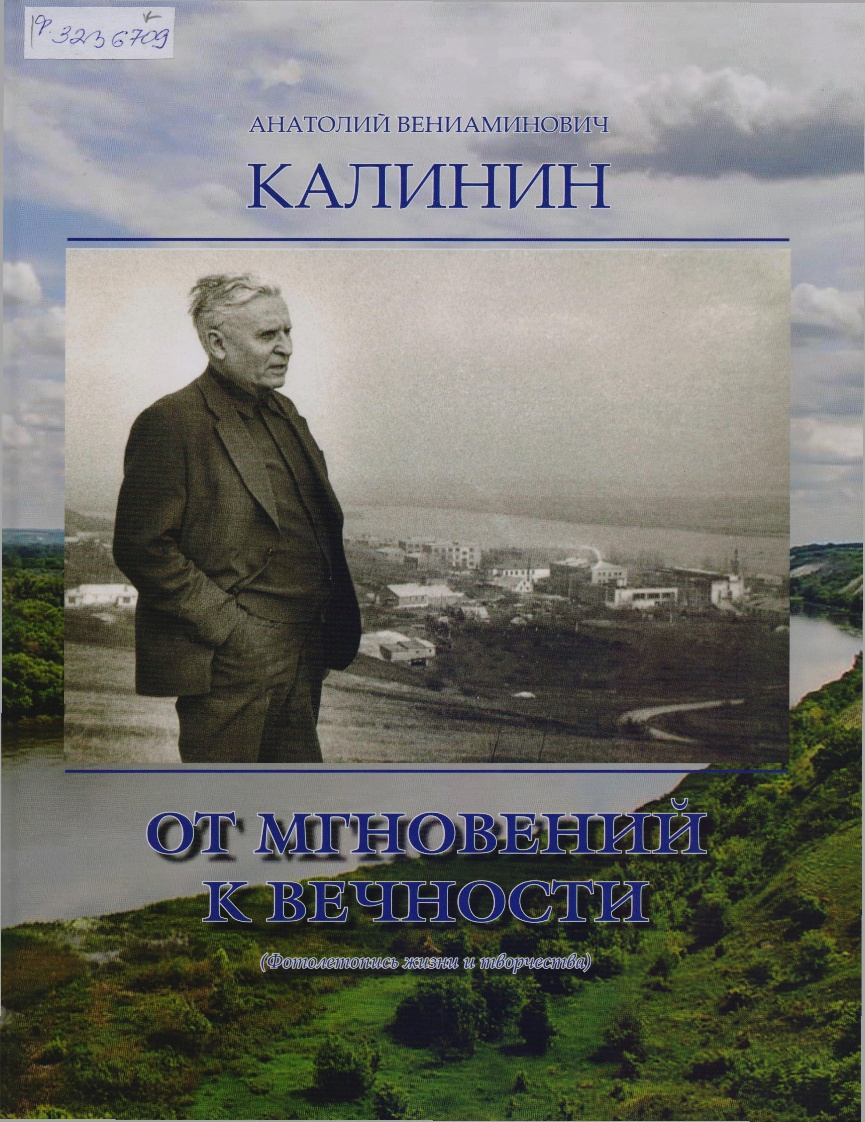 Ф. 3236709
АНАТОЛИЙ ВЕНИАМИНОВИЧ
КАЛИНИН
ОТ МГНОВЕНИЙ
К ВЕЧНОСТИ
(Фотолетопись жизни и творчества)